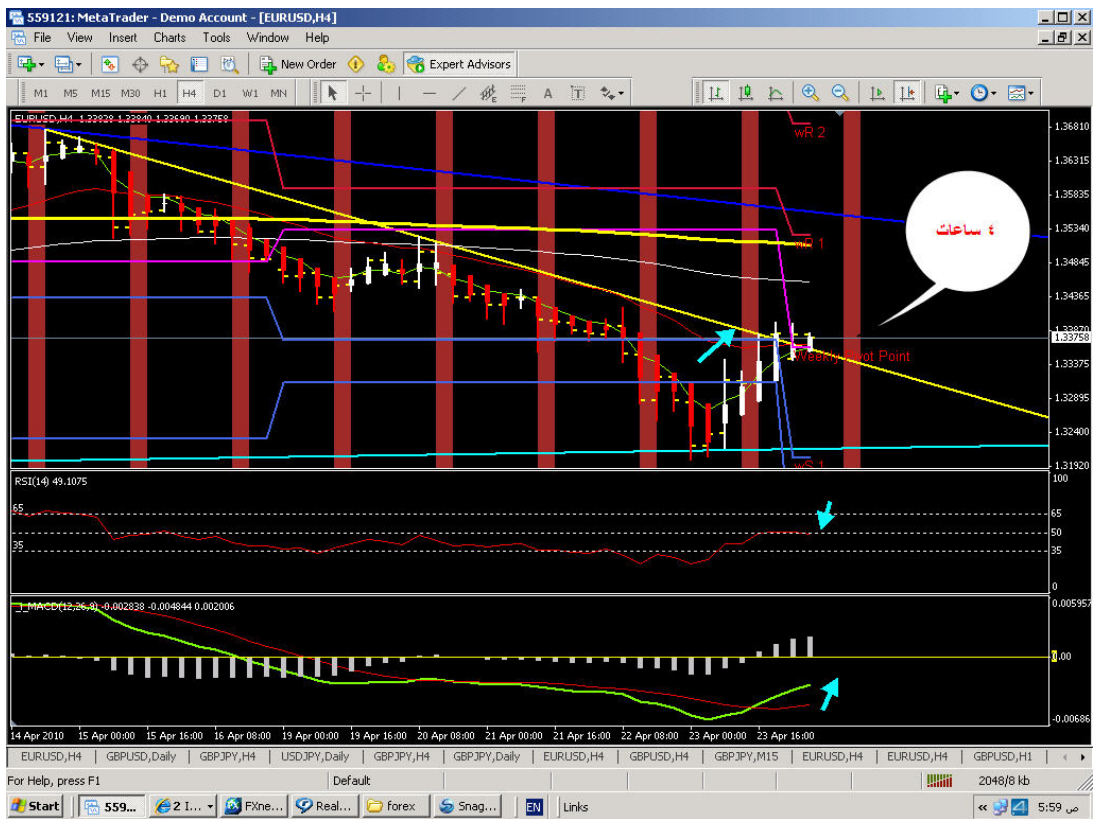 559121: MetaTrader - Demo Account - [EURUSD,H4]
File View Insert Charts Tools Window Help
New Order Expert Advisors
M1 M5 M15 M30 H1 H4 D1 W1 MN A T
EURUSD,H4 1.33828 1.33840 1.33690 1.33758
wR 2
wR 1
٤ ساعات
Weekly Pivot Point
wS 1
1.36810
1.36315
1.35835
1.35340
1.34845
1.34365
1.33870
1.33758
1.33375
1.32895
1.32400
1.31920
RSI(14) 49.1075
100
65 65
50
35 35
0
_i_MACD(12,26,9) -0.002838 -0.004844 0.002006
0.005957
0.00
-0.00686
14 Apr 2010 15 Apr 00:00 15 Apr 16:00 16 Apr 08:00 19 Apr 00:00 19 Apr 16:00 20 Apr 08:00 21 Apr 00:00 21 Apr 16:00 22 Apr 08:00 23 Apr 00:00 23 Apr 16:00
EURUSD,H4 GBPUSD,Daily GBPJPY,H4 USDJPY,Daily GBPJPY,H4 GBPJPY,Daily EURUSD,H4 GBPUSD,H4 GBPJPY,M15 EURUSD,H4 EURUSD,H4 GBPUSD,H1
For Help, press F1 Default 2048/8 kb
Start 559... 2 I... FXne... Real... forex Snag... EN Links « 5:59 ص